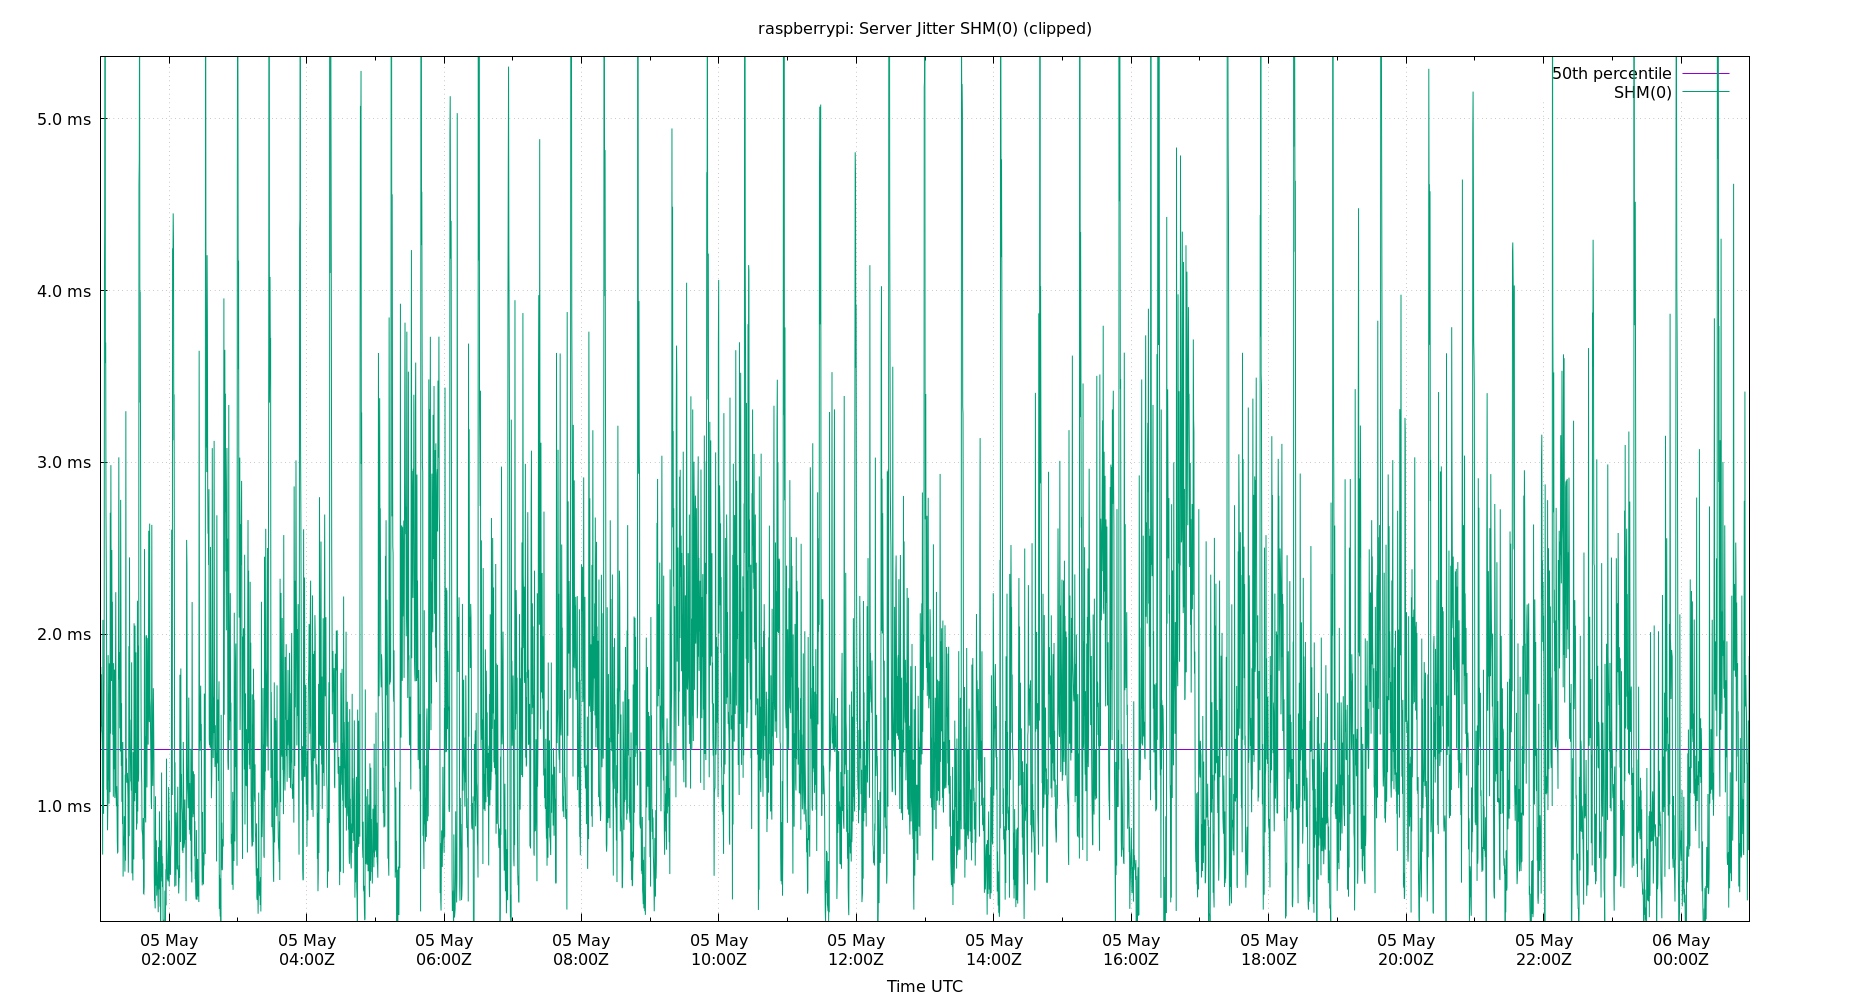 raspberrypi: Server Jitter SHM(0) (clipped)
50th percentile
SHM(0)
5.0 ms
4.0 ms
3.0 ms
2.0 ms
1.0 ms
05 May 05 May 05 May 05 May 05 May 05 May 05 May 05 May 05 May 05 May 05 May 06 May
02:00Z 04:00Z 06:00Z 08:00Z 10:00Z 12:00Z 14:00Z 16:00Z 18:00Z 20:00Z 22:00Z 00:00Z
Time UTC